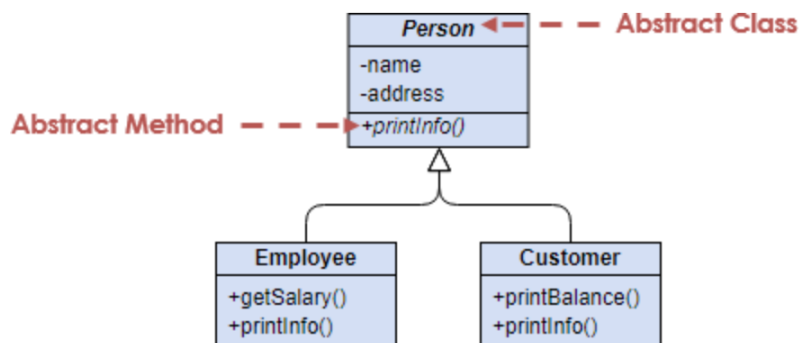 Person
Abstract Class
-name
-address
Abstract Method
+printInfo()
Employee
+getSalary()
+printInfo()
Customer
+printBalance()
+printInfo()